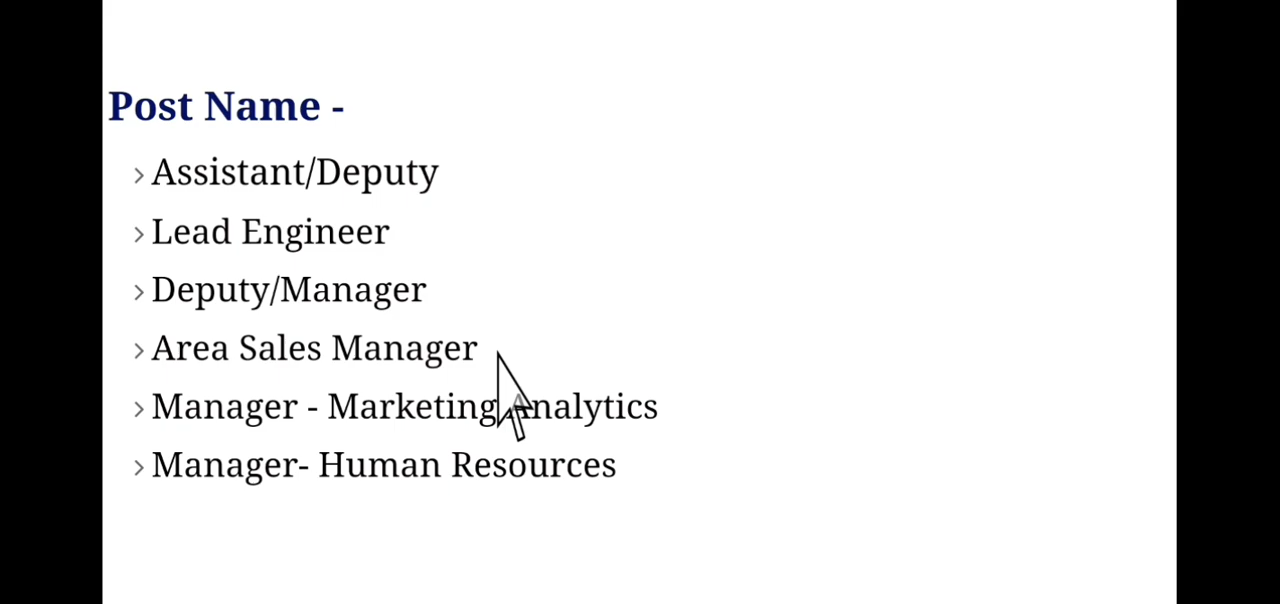 Post Name -
Assistant/Deputy
Lead Engineer
Deputy/Manager
Area Sales Manager
Manager - Marketing Analytics
Manager- Human Resources